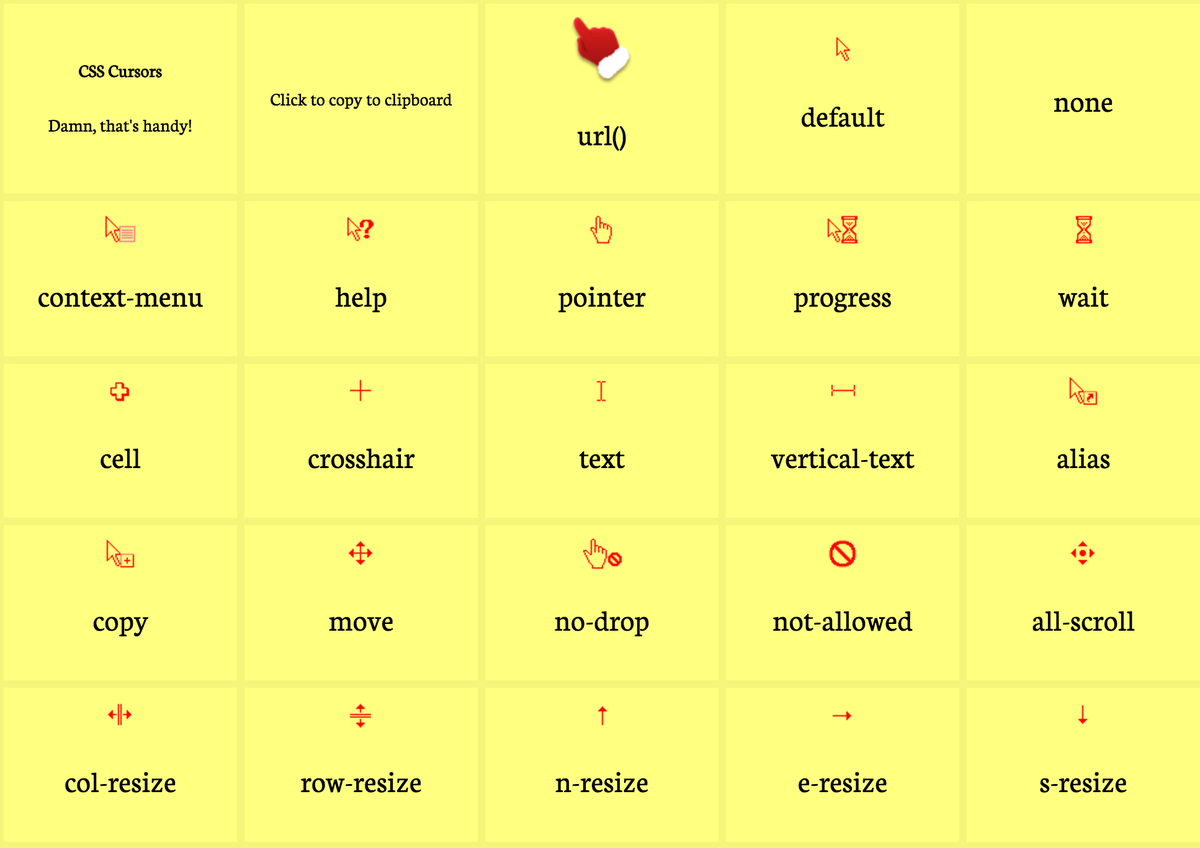 CSS Cursors
Damn, that's handy!
Click to copy to clipboard
url()
default
none
context-menu
help
pointer
progress
wait
cell
crosshair
text
vertical-text
alias
copy
move
no-drop
not-allowed
all-scroll
col-resize
row-resize
n-resize
e-resize
s-resize